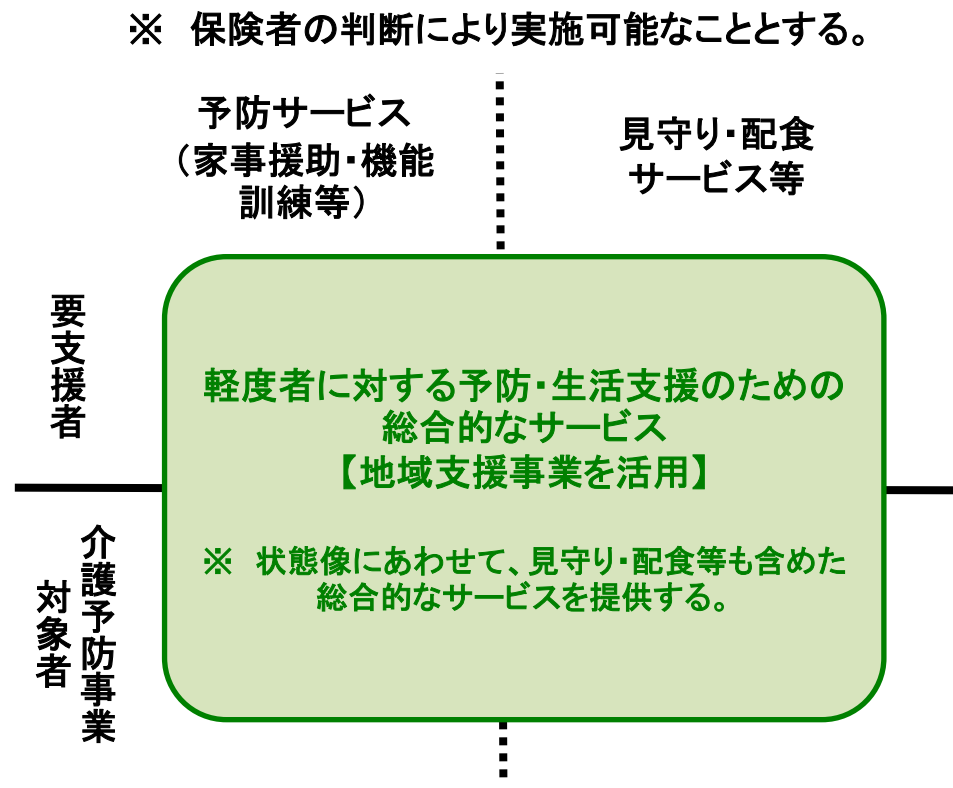 ※　保険者の判断により実施可能なこととする。
予防サービス
（家事援助・機能
訓練等）
見守り・配食
サービス等
要支援者
軽度者に対する予防・生活支援のための
総合的なサービス
【地域支援事業を活用】
※　状態像にあわせて、見守り・配食等も含めた
総合的なサービスを提供する。
介護予防事業
対象者